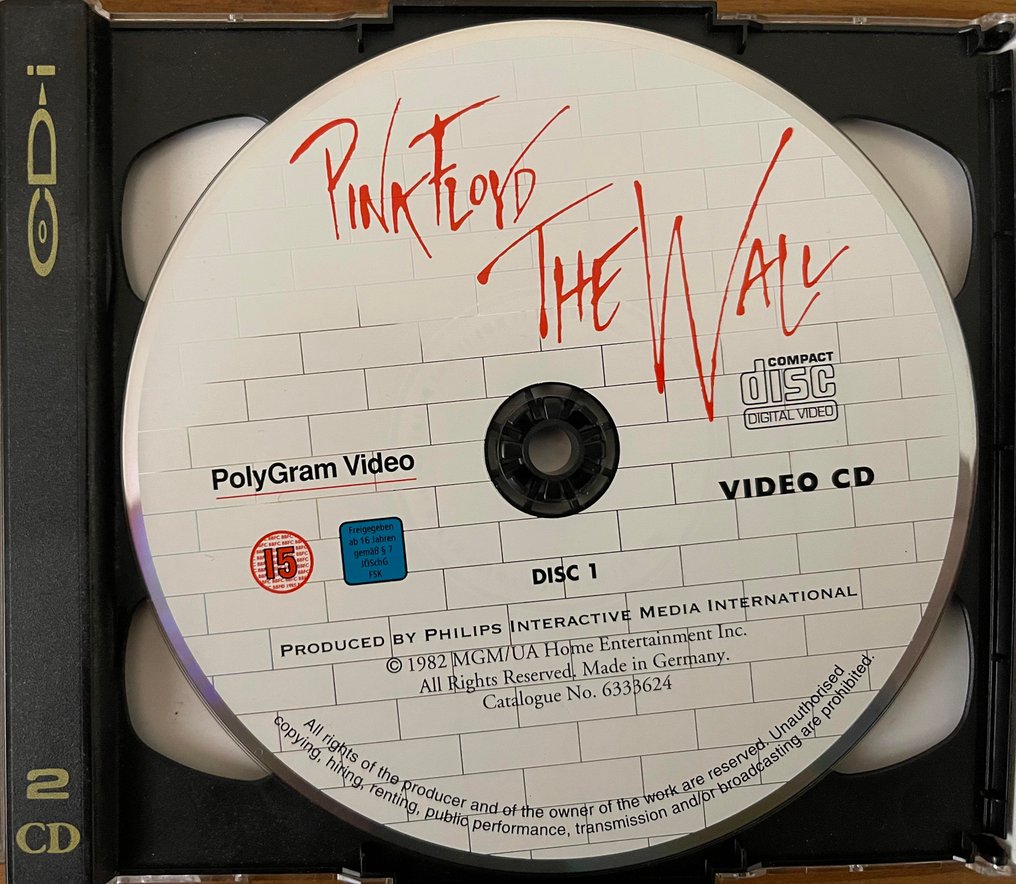 CD-i
2
CD
PINK FLOYD
THE WALL
COMPACT
disc
DIGITAL VIDEO
PolyGram Video
VIDEO CD
15
Freigegeben
ab 16 Jahren
gemäß § 7
JÖSchG
FSK
DISC 1
PRODUCED BY PHILIPS INTERACTIVE MEDIA INTERNATIONAL
© 1982 MGM/UA Home Entertainment Inc.
All Rights Reserved. Made in Germany.
Catalogue No. 6333624
All rights of the producer and of the owner of the work are reserved. Unauthorised
copying, hiring, renting, public performance, transmission and/or broadcasting are prohibited.